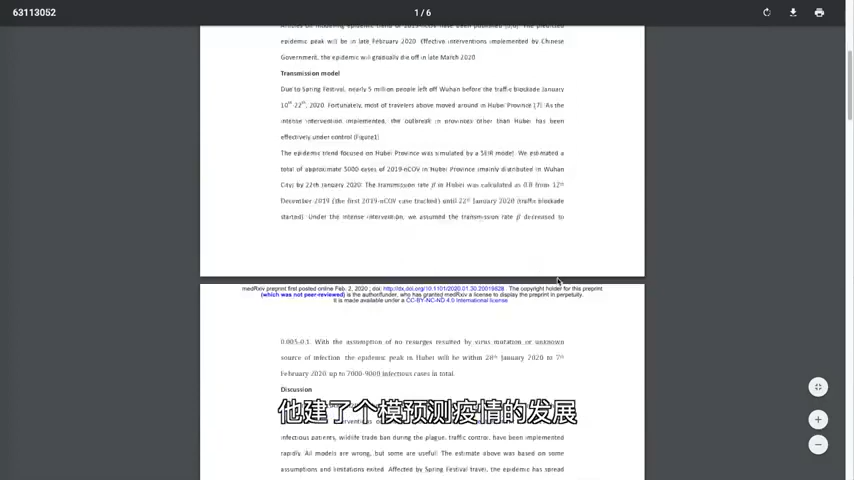 63113052
1 / 6
Articles on modeling epidemic trend of 2019-nCoV have been published (5,6). The predicted
epidemic peak will be in late February 2020. Effective interventions implemented by Chinese
Government, the epidemic will gradually die off in late March 2020.
Transmission model
Due to Spring Festival, nearly 5 million people left off Wuhan before the traffic blockade January
10th-22th, 2020. Fortunately, most of travelers above moved around in Hubei Province (7). As the
intense intervention implemented, the outbreak in provinces other than Hubei has been
effectively under control (Figure1)
The epidemic trend focused on Hubei Province was simulated by a SEIR model. We estimated a
total of approximate 5000 cases of 2019-nCOV in Hubei Province (mainly distributed in Wuhan
City) by 22th January 2020. The transmission rate β in Hubei was calculated as 0.8 from 12th
December 2019 (the first 2019-nCOV case tracked) until 22th January 2020 (traffic blockade
started). Under the intense intervention, we assumed the transmission rate β decreased to
medRxiv preprint first posted online Feb. 2, 2020 ; doi: http://dx.doi.org/10.1101/2020.01.30.20019828 . The copyright holder for this preprint
(which was not peer-reviewed) is the author/funder, who has granted medRxiv a license to display the preprint in perpetuity.
It is made available under a CC-BY-NC-ND 4.0 International license
0.005-0.1. With the assumption of no resurges resulted by virus mutation or unknown
source of infection, the epidemic peak in Hubei will be within 28th January 2020 to 7th
February 2020, up to 7000-9000 infectious cases in total.
Discussion
他建了个模预测疫情的发展
infectious patients, wildlife trade ban during the plague, traffic control, have been implemented
rapidly. All models are wrong, but some are useful! The estimate above was based on some
assumptions and limitations exited. Affected by Spring Festival travel, the epidemic has spread